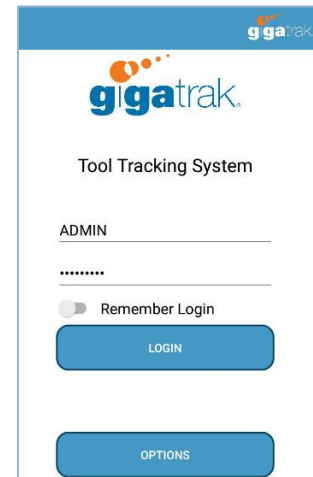 gigatrak
gigatrak.
Tool Tracking System
ADMIN
•••••••••
Remember Login
LOGIN
OPTIONS